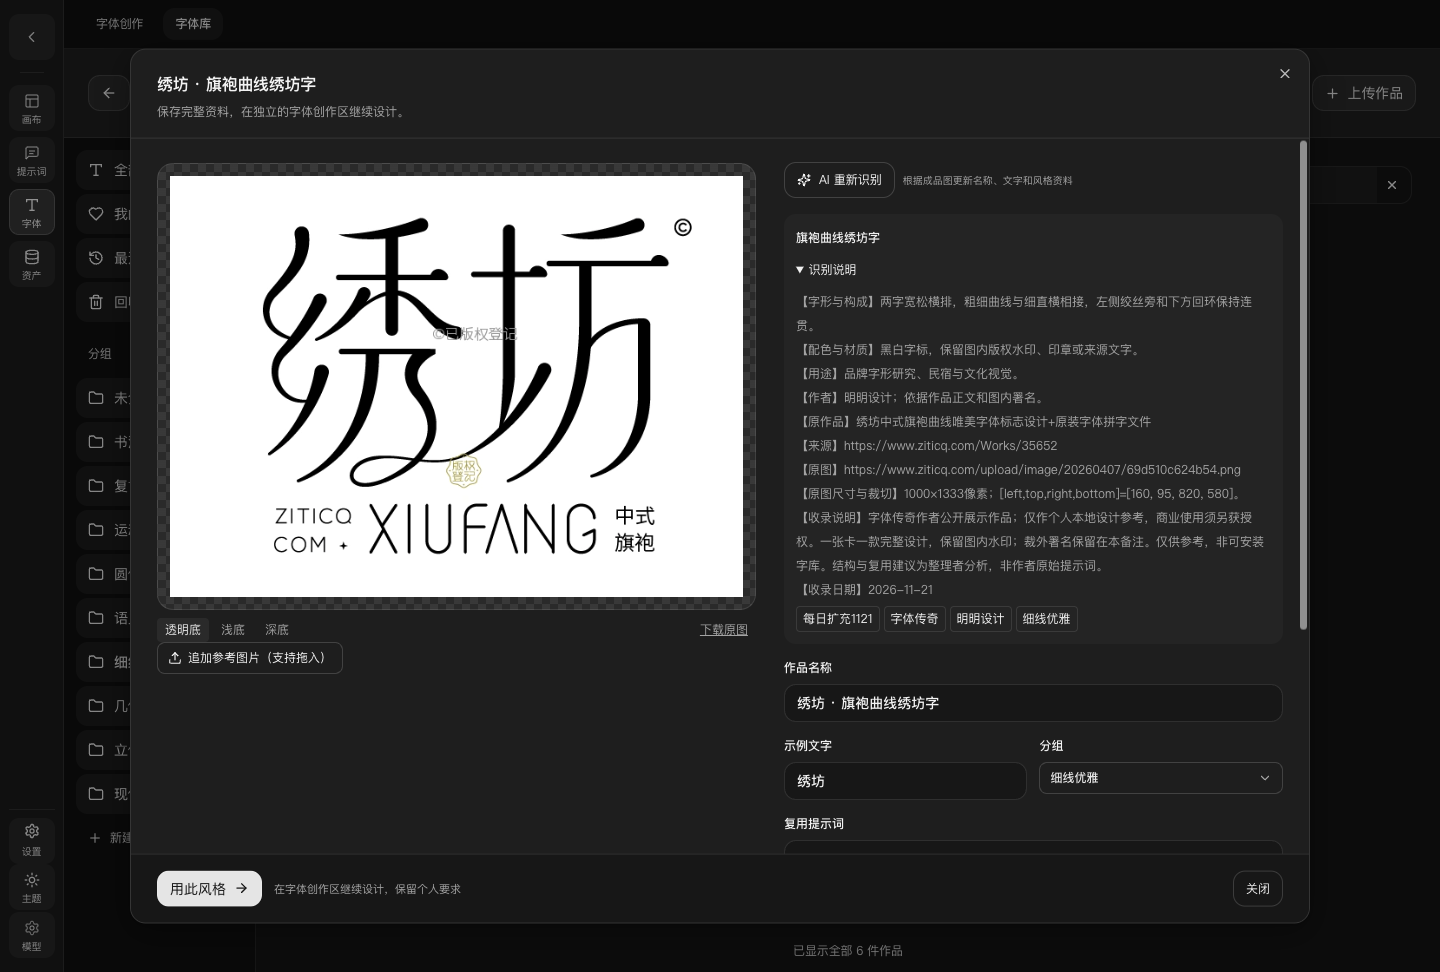 字体创作
字体库
画布
提示词
字体
资产
设置
主题
模型
上传作品
分组
绣坊 · 旗袍曲线绣坊字
保存完整资料，在独立的字体创作区继续设计。
绣坊
©
©已版权登记
版权
登记
ZITICQ
COM
XIUFANG
中式
旗袍
透明底
浅底
深底
下载原图
追加参考图片（支持拖入）
AI 重新识别
根据成品图更新名称、文字和风格资料
旗袍曲线绣坊字
▼ 识别说明
【字形与构成】两字宽松横排，粗细曲线与细直横相接，左侧绞丝旁和下方回环保持连
贯。
【配色与材质】黑白字标，保留图内版权水印、印章或来源文字。
【用途】品牌字形研究、民宿与文化视觉。
【作者】明明设计；依据作品正文和图内署名。
【原作品】绣坊中式旗袍曲线唯美字体标志设计+原装字体拼字文件
【来源】https://www.ziticq.com/Works/35652
【原图】https://www.ziticq.com/upload/image/20260407/69d510c624b54.png
【原图尺寸与裁切】1000×1333像素；[left,top,right,bottom]=[160, 95, 820, 580]。
【收录说明】字体传奇作者公开展示作品；仅作个人本地设计参考，商业使用须另获授
权。一张卡一款完整设计，保留图内水印；裁外署名保留在本备注。仅供参考，非可安装
字库。结构与复用建议为整理者分析，非作者原始提示词。
【收录日期】2026-11-21
每日扩充1121
字体传奇
明明设计
细线优雅
作品名称
绣坊 · 旗袍曲线绣坊字
示例文字
分组
绣坊
细线优雅
复用提示词
用此风格
在字体创作区继续设计，保留个人要求
关闭
已显示全部 6 件作品